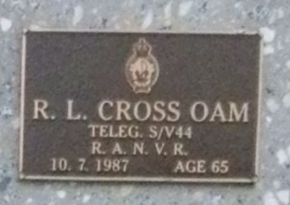 R. L. CROSS OAM
TELEG. S/V44
R. A. N. V. R.
10. 7. 1987 AGE 65